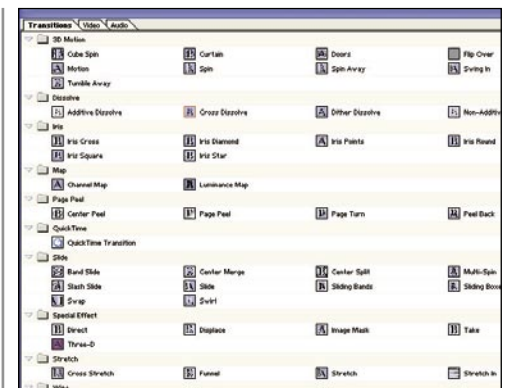 Transitions Video Audio
3D Motion
Cube Spin Curtain Doors Flip Over
Motion Spin Spin Away Swing In
Tumble Away
Dissolve
Additive Dissolve Cross Dissolve Dither Dissolve Non-Additiv
Iris
Iris Cross Iris Diamond Iris Points Iris Round
Iris Square Iris Star
Map
Channel Map Luminance Map
Page Peel
Center Peel Page Peel Page Turn Peel Back
QuickTime
QuickTime Transition
Slide
Band Slide Center Merge Center Split Multi-Spin
Slash Slide Slide Sliding Bands Sliding Boxe
Swap Swirl
Special Effect
Direct Displace Image Mask Take
Three-D
Stretch
Cross Stretch Funnel Stretch Stretch In